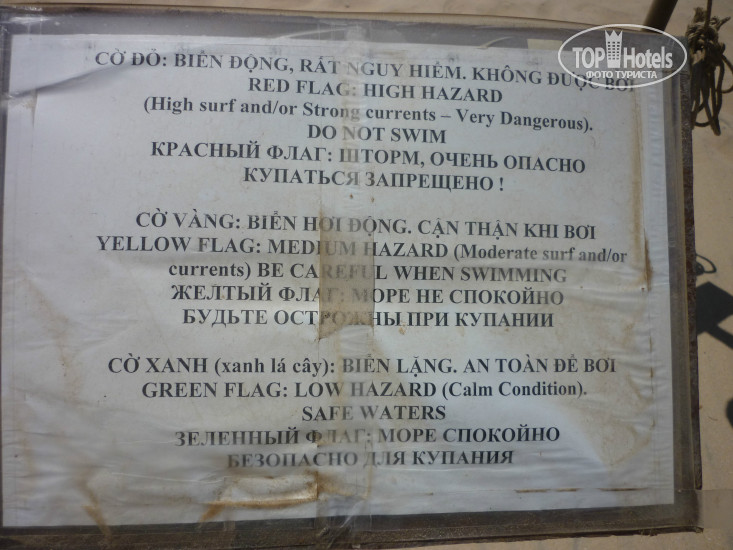 TOP Hotels
ФОТО ТУРИСТА
CỜ ĐỎ: BIỂN ĐỘNG, RẤT NGUY HIỂM. KHÔNG ĐƯỢC BƠI
RED FLAG: HIGH HAZARD
(High surf and/or Strong currents – Very Dangerous).
DO NOT SWIM
КРАСНЫЙ ФЛАГ: ШТОРМ, ОЧЕНЬ ОПАСНО
КУПАТЬСЯ ЗАПРЕЩЕНО !
CỜ VÀNG: BIỂN HƠI ĐỘNG. CẨN THẬN KHI BƠI
YELLOW FLAG: MEDIUM HAZARD (Moderate surf and/or
currents) BE CAREFUL WHEN SWIMMING
ЖЕЛТЫЙ ФЛАГ: МОРЕ НЕ СПОКОЙНО
БУДЬТЕ ОСТРОЖНЫ ПРИ КУПАНИИ
CỜ XANH (xanh lá cây): BIỂN LẶNG. AN TOÀN ĐỂ BƠI
GREEN FLAG: LOW HAZARD (Calm Condition).
SAFE WATERS
ЗЕЛЕННЫЙ ФЛАГ: МОРЕ СПОКОЙНО
БЕЗОПАСНО ДЛЯ КУПАНИЯ